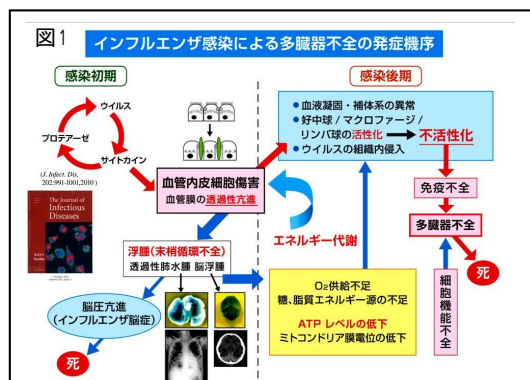 図1
インフルエンザ感染による多臓器不全の発症機序
感染初期
感染後期
ウイルス
プロテアーゼ
サイトカイン
(J. Infect. Dis,
202:991-1001,2010)
The Journal of
Infectious
Diseases
血管内皮細胞傷害
血管膜の透過性亢進
浮腫(末梢循環不全)
透過性肺水腫 脳浮腫
脳圧亢進
(インフルエンザ脳症)
死
エネルギー代謝
●血液凝固・補体系の異常
●好中球/マクロファージ/
リンパ球の活性化
不活性化
●ウイルスの組織内侵入
免疫不全
多臓器不全
死
細胞機能不全
O₂供給不足
糖、脂質エネルギー源の不足
ATP レベルの低下
ミトコンドリア膜電位の低下